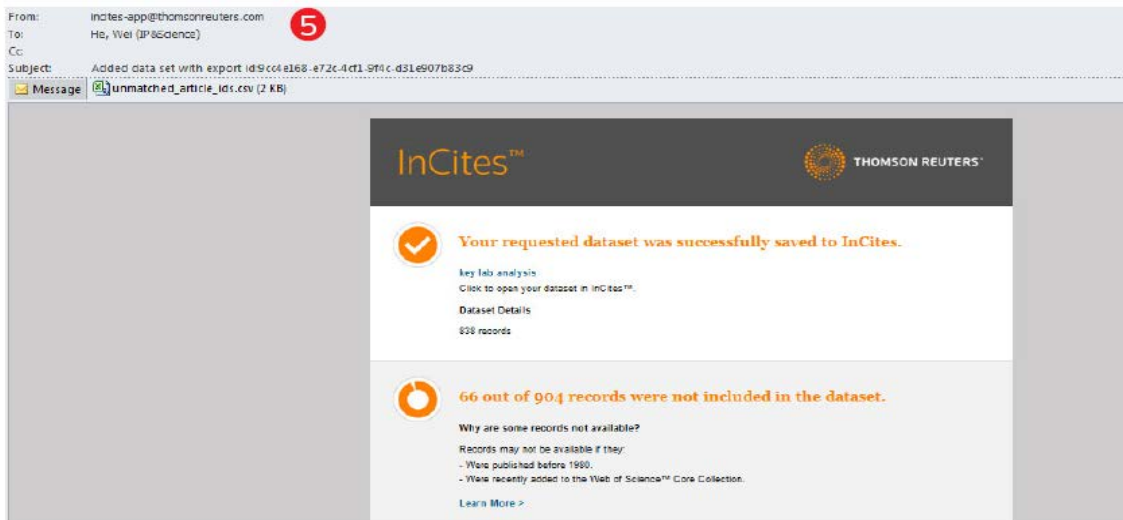 From: incites-app@thomsonreuters.com
5
To: He, Wei (IP&Science)
Cc:
Subject: Added data set with export id:9cc4e168-e72c-4cf1-9f4c-d31e907b83c9
Message unmatched_article_ids.csv (2 KB)
InCites™ THOMSON REUTERS
Your requested dataset was successfully saved to InCites.
key lab analysis
Click to open your dataset in InCites™.
Dataset Details
838 records
66 out of 904 records were not included in the dataset.
Why are some records not available?
Records may not be available if they:
- Were published before 1980.
- Were recently added to the Web of Science™ Core Collection.
Learn More >